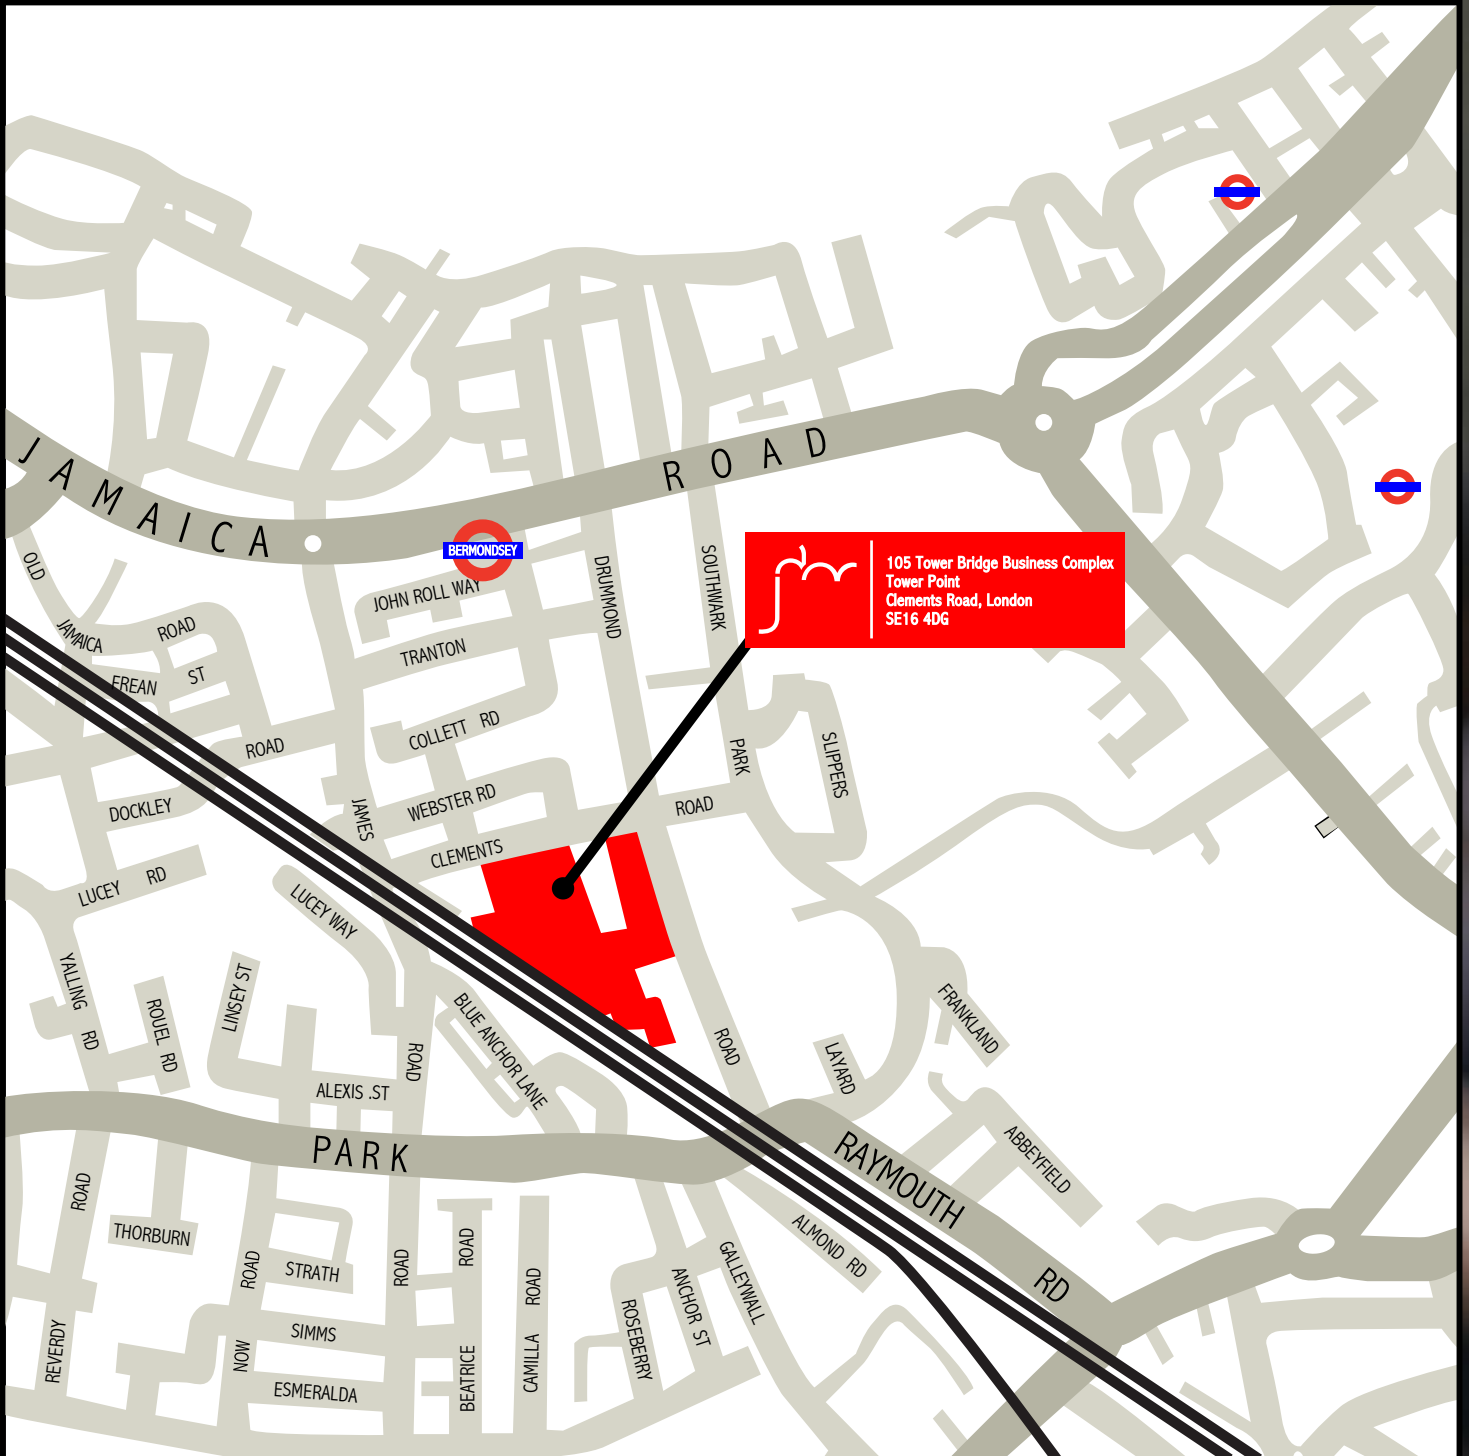 JAMAICA ROAD
BERMONDSEY
105 Tower Bridge Business Complex
Tower Point
Clements Road, London
SE16 4DG
OLD
JAMAICA
ROAD
FREAN ST
JOHN ROLL WAY
TRANTON
COLLETT RD
DRUMMOND
ROAD
SOUTHWARK
PARK
SLIPPERS
ROAD
DOCKLEY
JAMES
WEBSTER RD
CLEMENTS
ROAD
LUCEY RD
LUCEY WAY
YALLING RD
ROUEL RD
LINSEY ST
ALEXIS .ST
ROAD
BLUE ANCHOR LANE
FRANKLAND
LAYARD
ABBEYFIELD
PARK
RAYMOUTH RD
ALMOND RD
ROAD
THORBURN
REVERDY
ROAD
NOW
STRATH
SIMMS
ESMERALDA
ROAD
ROAD
BEATRICE
ROAD
CAMILLA
ROSEBERRY
ANCHOR ST
GALLEYWALL